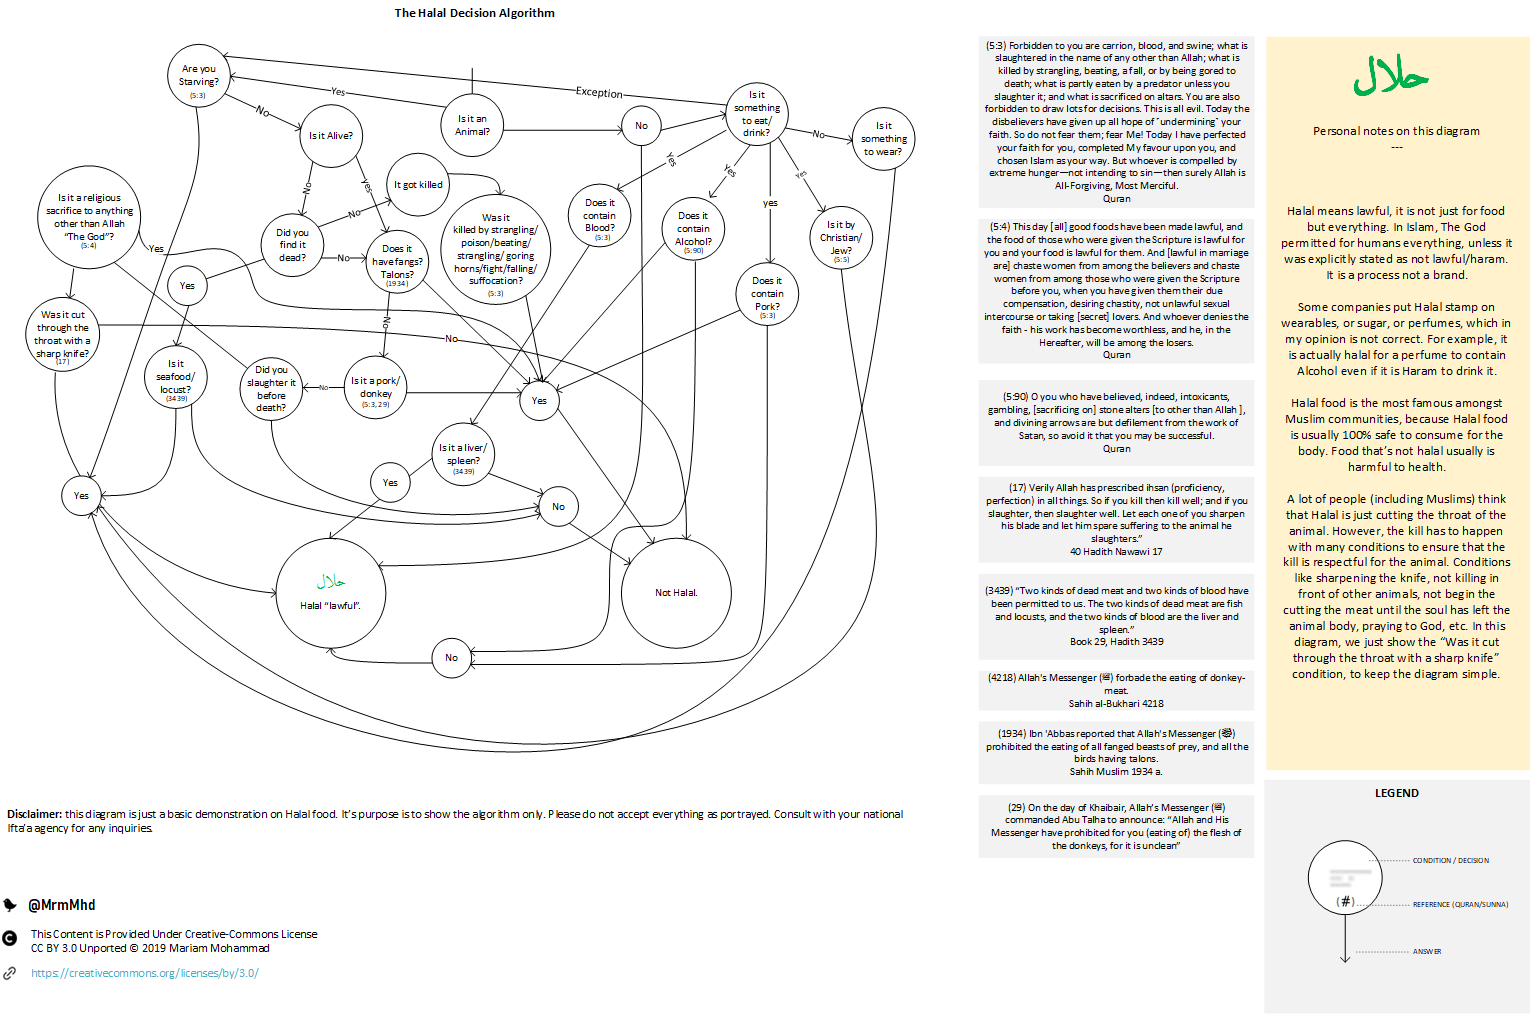 The Halal Decision Algorithm
Are you
Starving?
(5:3)
Yes
No
Exception
Is it Alive?
Is it an
Animal?
No
Is it
something
to eat/
drink?
No
Is it
something
to wear?
It got killed
No
Yes
No
Yes
Yes
yes
Yes
Is it a religious
sacrifice to anything
other than Allah
“The God”?
(5:4)
Yes
Did you
find it
dead?
No
Does it
have fangs?
Talons?
(1934)
Was it
killed by strangling/
poison/beating/
strangling/ goring
horns/fight/falling/
suffocation?
(5:3)
Does it
contain
Blood?
(5:3)
Does it
contain
Alcohol?
(5:90)
Is it by
Christian/
Jew?
(5:5)
Yes
Does it
contain
Pork?
(5:3)
Was it cut
through the
throat with a
sharp knife?
(17)
No
No
Is it
seafood/
locust?
(3439)
Did you
slaughter it
before
death?
No
Is it a pork/
donkey
(5:3, 29)
Yes
Is it a liver/
spleen?
(3439)
Yes
Yes
No
حلال
Halal “lawful”.
Not Halal.
No
(5:3) Forbidden to you are carrion, blood, and swine; what is
slaughtered in the name of any other than Allah; what is
killed by strangling, beating, a fall, or by being gored to
death; what is partly eaten by a predator unless you
slaughter it; and what is sacrificed on altars. You are also
forbidden to draw lots for decisions. This is all evil. Today the
disbelievers have given up all hope of ˹undermining˺ your
faith. So do not fear them; fear Me! Today I have perfected
your faith for you, completed My favour upon you, and
chosen Islam as your way. But whoever is compelled by
extreme hunger—not intending to sin—then surely Allah is
All-Forgiving, Most Merciful.
Quran
(5:4) This day [all] good foods have been made lawful, and
the food of those who were given the Scripture is lawful for
you and your food is lawful for them. And [lawful in marriage
are] chaste women from among the believers and chaste
women from among those who were given the Scripture
before you, when you have given them their due
compensation, desiring chastity, not unlawful sexual
intercourse or taking [secret] lovers. And whoever denies the
faith - his work has become worthless, and he, in the
Hereafter, will be among the losers.
Quran
(5:90) O you who have believed, indeed, intoxicants,
gambling, [sacrificing on] stone alters [to other than Allah ],
and divining arrows are but defilement from the work of
Satan, so avoid it that you may be successful.
Quran
(17) Verily Allah has prescribed ihsan (proficiency,
perfection) in all things. So if you kill then kill well; and if you
slaughter, then slaughter well. Let each one of you sharpen
his blade and let him spare suffering to the animal he
slaughters.”
40 Hadith Nawawi 17
(3439) “Two kinds of dead meat and two kinds of blood have
been permitted to us. The two kinds of dead meat are fish
and locusts, and the two kinds of blood are the liver and
spleen.”
Book 29, Hadith 3439
(4218) Allah's Messenger (ﷺ) forbade the eating of donkey-
meat.
Sahih al-Bukhari 4218
(1934) Ibn 'Abbas reported that Allah's Messenger (ﷺ)
prohibited the eating of all fanged beasts of prey, and all the
birds having talons.
Sahih Muslim 1934 a.
(29) On the day of Khaibair, Allah’s Messenger (ﷺ)
commanded Abu Talha to announce: “Allah and His
Messenger have prohibited for you (eating of) the flesh of
the donkeys, for it is unclean”
حلال
Personal notes on this diagram
---
Halal means lawful, it is not just for food
but everything. In Islam, The God
permitted for humans everything, unless it
was explicitly stated as not lawful/haram.
It is a process not a brand.
Some companies put Halal stamp on
wearables, or sugar, or perfumes, which in
my opinion is not correct. For example, it
is actually halal for a perfume to contain
Alcohol even if it is Haram to drink it.
Halal food is the most famous amongst
Muslim communities, because Halal food
is usually 100% safe to consume for the
body. Food that’s not halal usually is
harmful to health.
A lot of people (including Muslims) think
that Halal is just cutting the throat of the
animal. However, the kill has to happen
with many conditions to ensure that the
kill is respectful for the animal. Conditions
like sharpening the knife, not killing in
front of other animals, not begin the
cutting the meat until the soul has left the
animal body, praying to God, etc. In this
diagram, we just show the “Was it cut
through the throat with a sharp knife”
condition, to keep the diagram simple.
LEGEND
CONDITION / DECISION
(#)
REFERENCE (QURAN/SUNNA)
ANSWER
Disclaimer: this diagram is just a basic demonstration on Halal food. It’s purpose is to show the algorithm only. Please do not accept everything as portrayed. Consult with your national
Ifta’a agency for any inquiries.
@MrmMhd
This Content is Provided Under Creative-Commons License
CC BY 3.0 Unported © 2019 Mariam Mohammad
https://creativecommons.org/licenses/by/3.0/